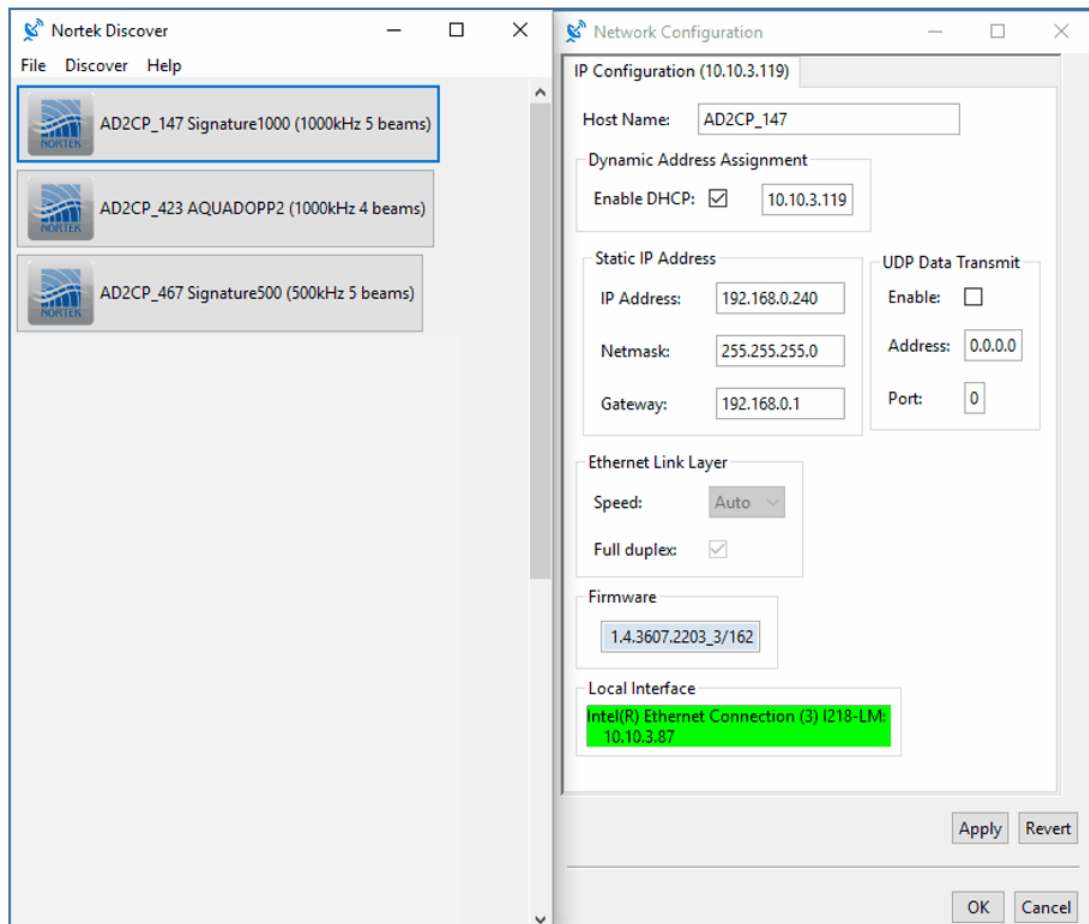 Nortek Discover
File Discover Help
NORTEK
AD2CP_147 Signature1000 (1000kHz 5 beams)
NORTEK
AD2CP_423 AQUADOPP2 (1000kHz 4 beams)
NORTEK
AD2CP_467 Signature500 (500kHz 5 beams)
Network Configuration
IP Configuration (10.10.3.119)
Host Name: AD2CP_147
Dynamic Address Assignment
Enable DHCP: 10.10.3.119
Static IP Address
IP Address: 192.168.0.240
Netmask: 255.255.255.0
Gateway: 192.168.0.1
UDP Data Transmit
Enable:
Address: 0.0.0.0
Port: 0
Ethernet Link Layer
Speed: Auto
Full duplex:
Firmware
1.4.3607.2203_3/162
Local Interface
Intel(R) Ethernet Connection (3) I218-LM:
10.10.3.87
Apply Revert
OK Cancel